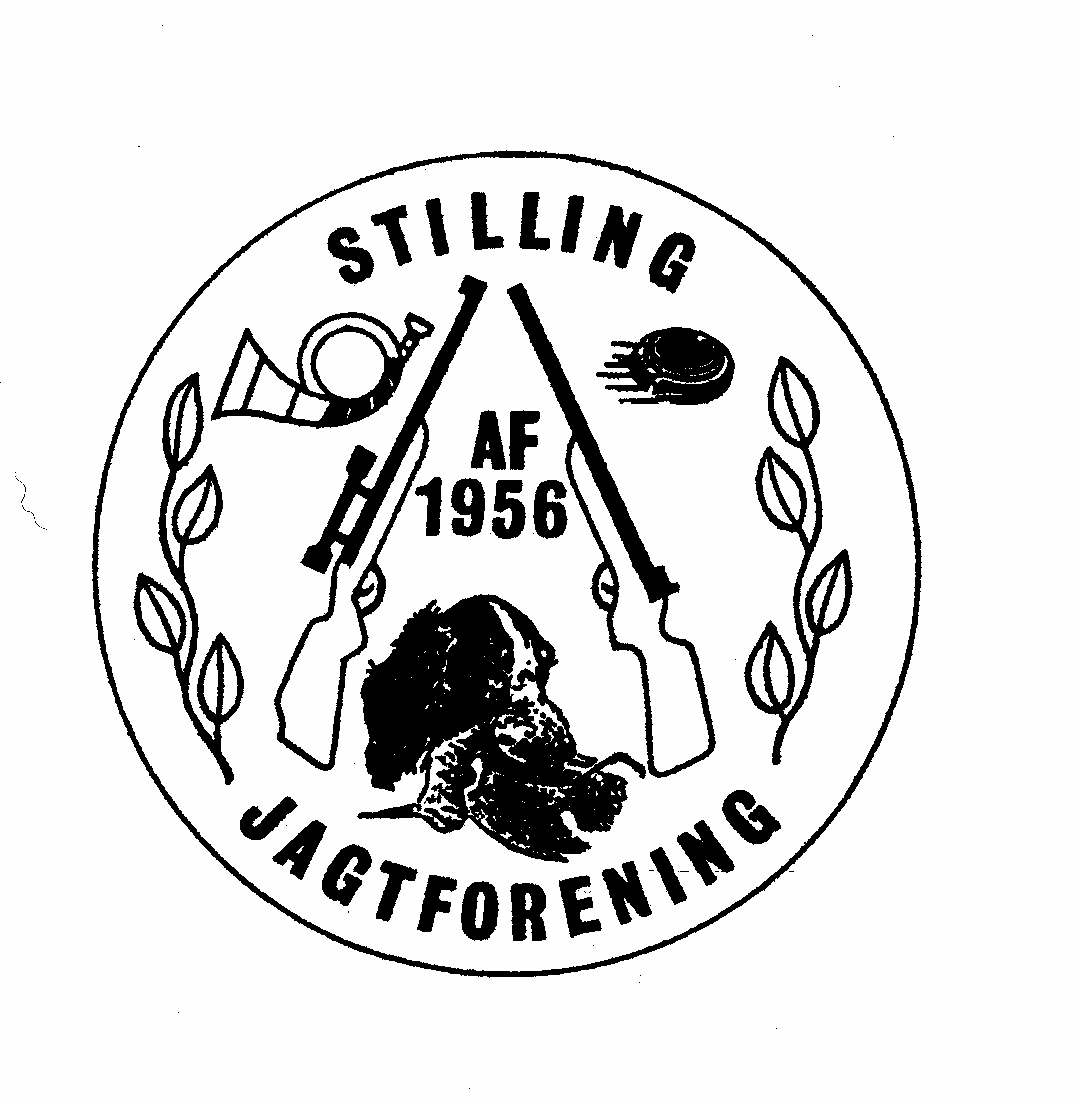 STILLING
AF
1956
JAGTFORENING